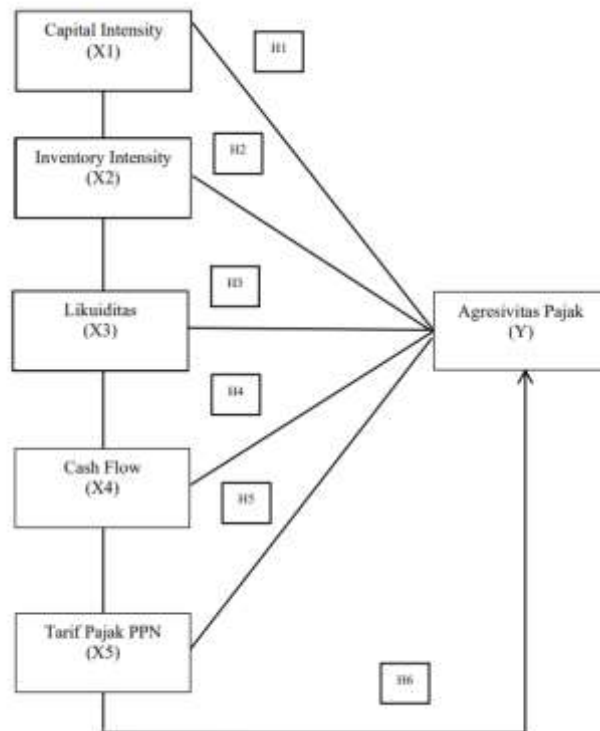 Capital Intensity
(X1)
H1
H2
Inventory Intensity
(X2)
H3
Likuiditas
(X3)
Agresivitas Pajak
(Y)
H4
Cash Flow
(X4)
H5
Tarif Pajak PPN
(X5)
H6